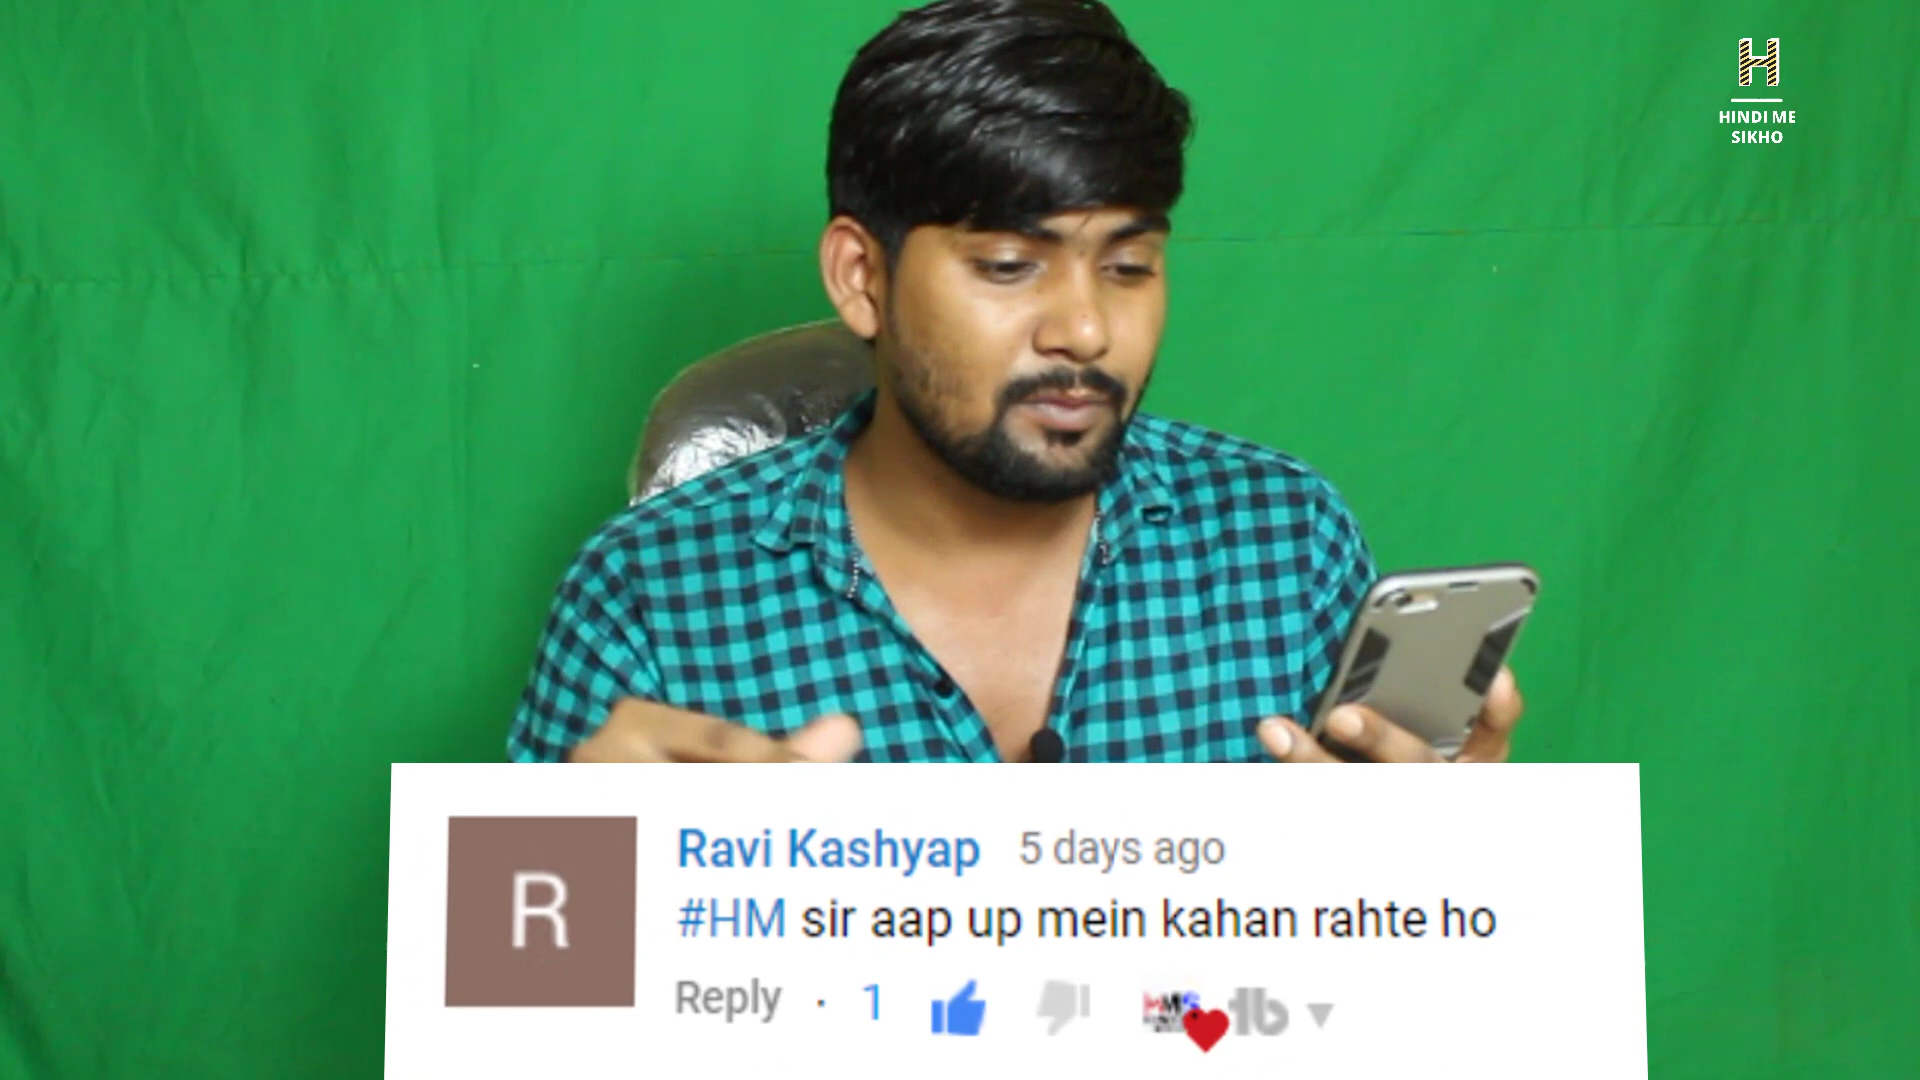 H
HINDI ME
SIKHO
R
Ravi Kashyap 5 days ago
#HM sir aap up mein kahan rahte ho
Reply · 1